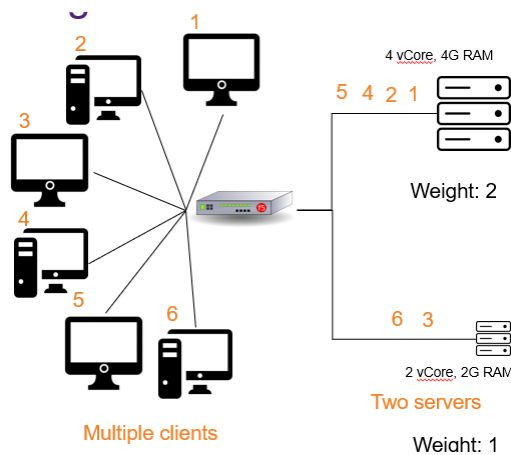 1
2
3
4
5
6
Multiple clients
4 vCore, 4G RAM
5 4 2 1
Weight: 2
6 3
2 vCore, 2G RAM
Two servers
Weight: 1